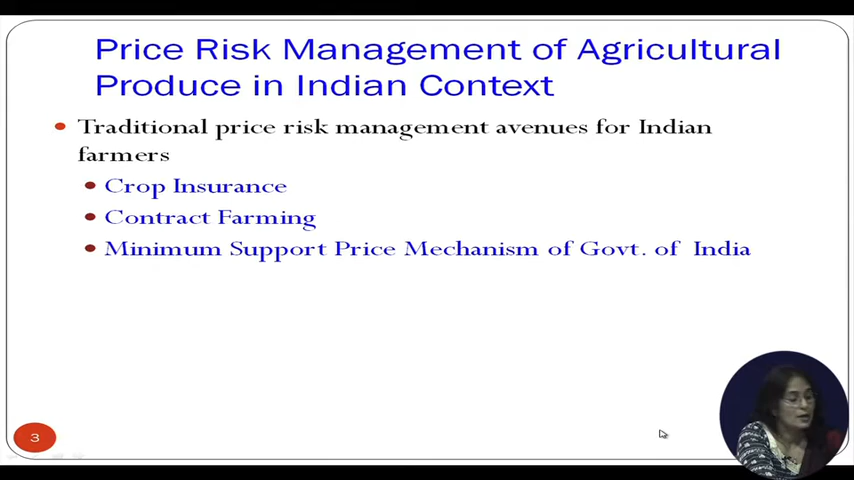 Price Risk Management of Agricultural
Produce in Indian Context
Traditional price risk management avenues for Indian
farmers
Crop Insurance
Contract Farming
Minimum Support Price Mechanism of Govt. of India
3